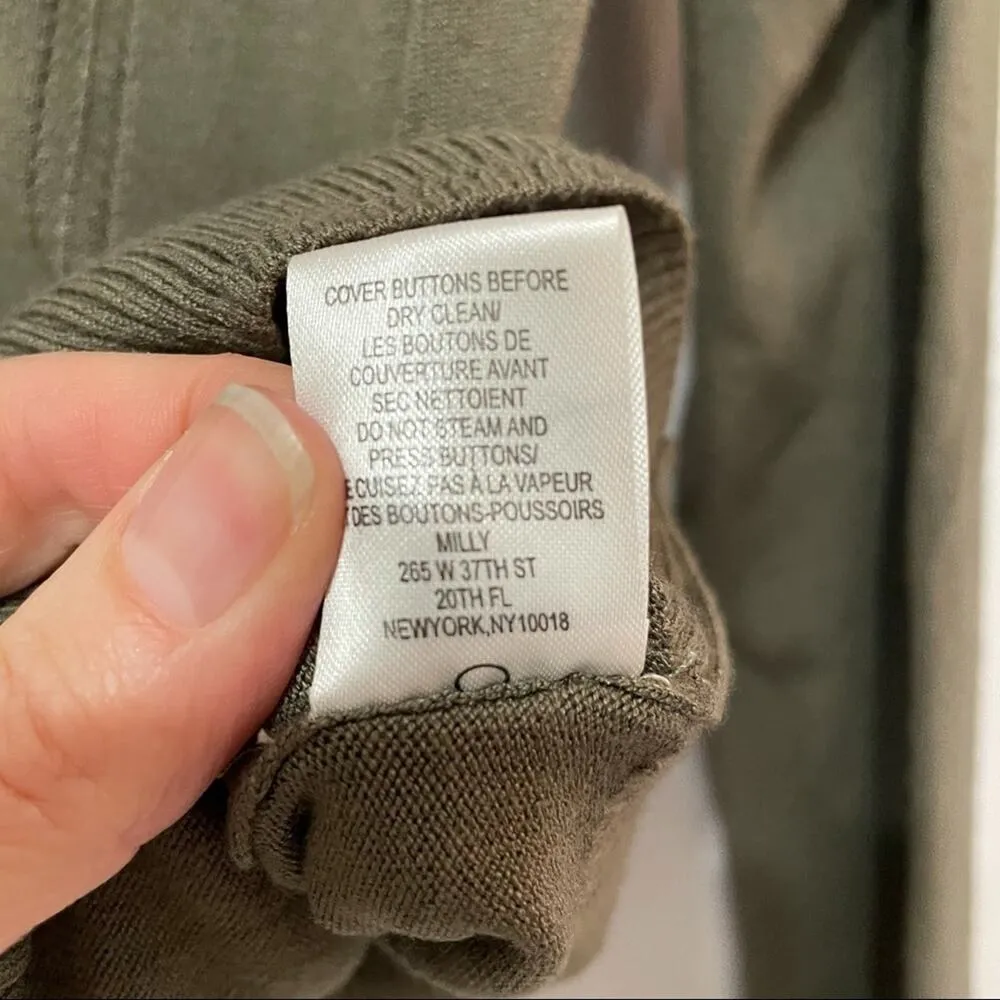 COVER BUTTONS BEFORE
DRY CLEAN/
LES BOUTONS DE
COUVERTURE AVANT
SEC NETTOIENT
DO NOT STEAM AND
PRESS BUTTONS/
CUISEZ PAS À LA VAPEUR
DES BOUTONS-POUSSOIRS
MILLY
265 W 37TH ST
20TH FL
NEWYORK,NY10018